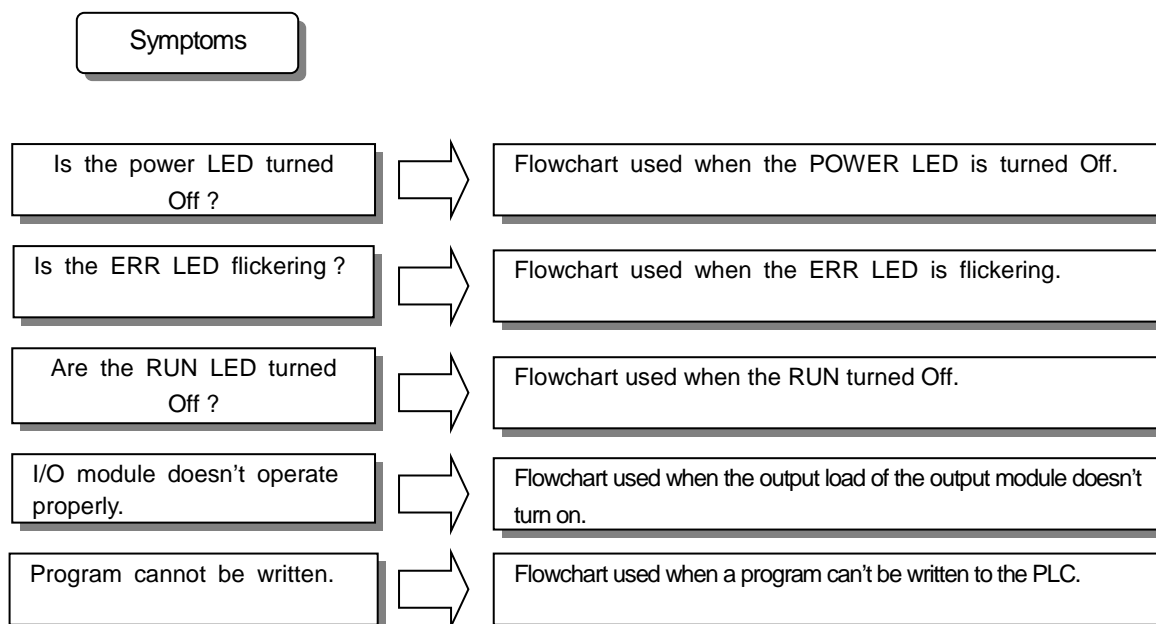 Symptoms
Is the power LED turned
Off ?
Flowchart used when the POWER LED is turned Off.
Is the ERR LED flickering ?
Flowchart used when the ERR LED is flickering.
Are the RUN LED turned
Off ?
Flowchart used when the RUN turned Off.
I/O module doesn’t operate
properly.
Flowchart used when the output load of the output module doesn’t
turn on.
Program cannot be written.
Flowchart used when a program can’t be written to the PLC.